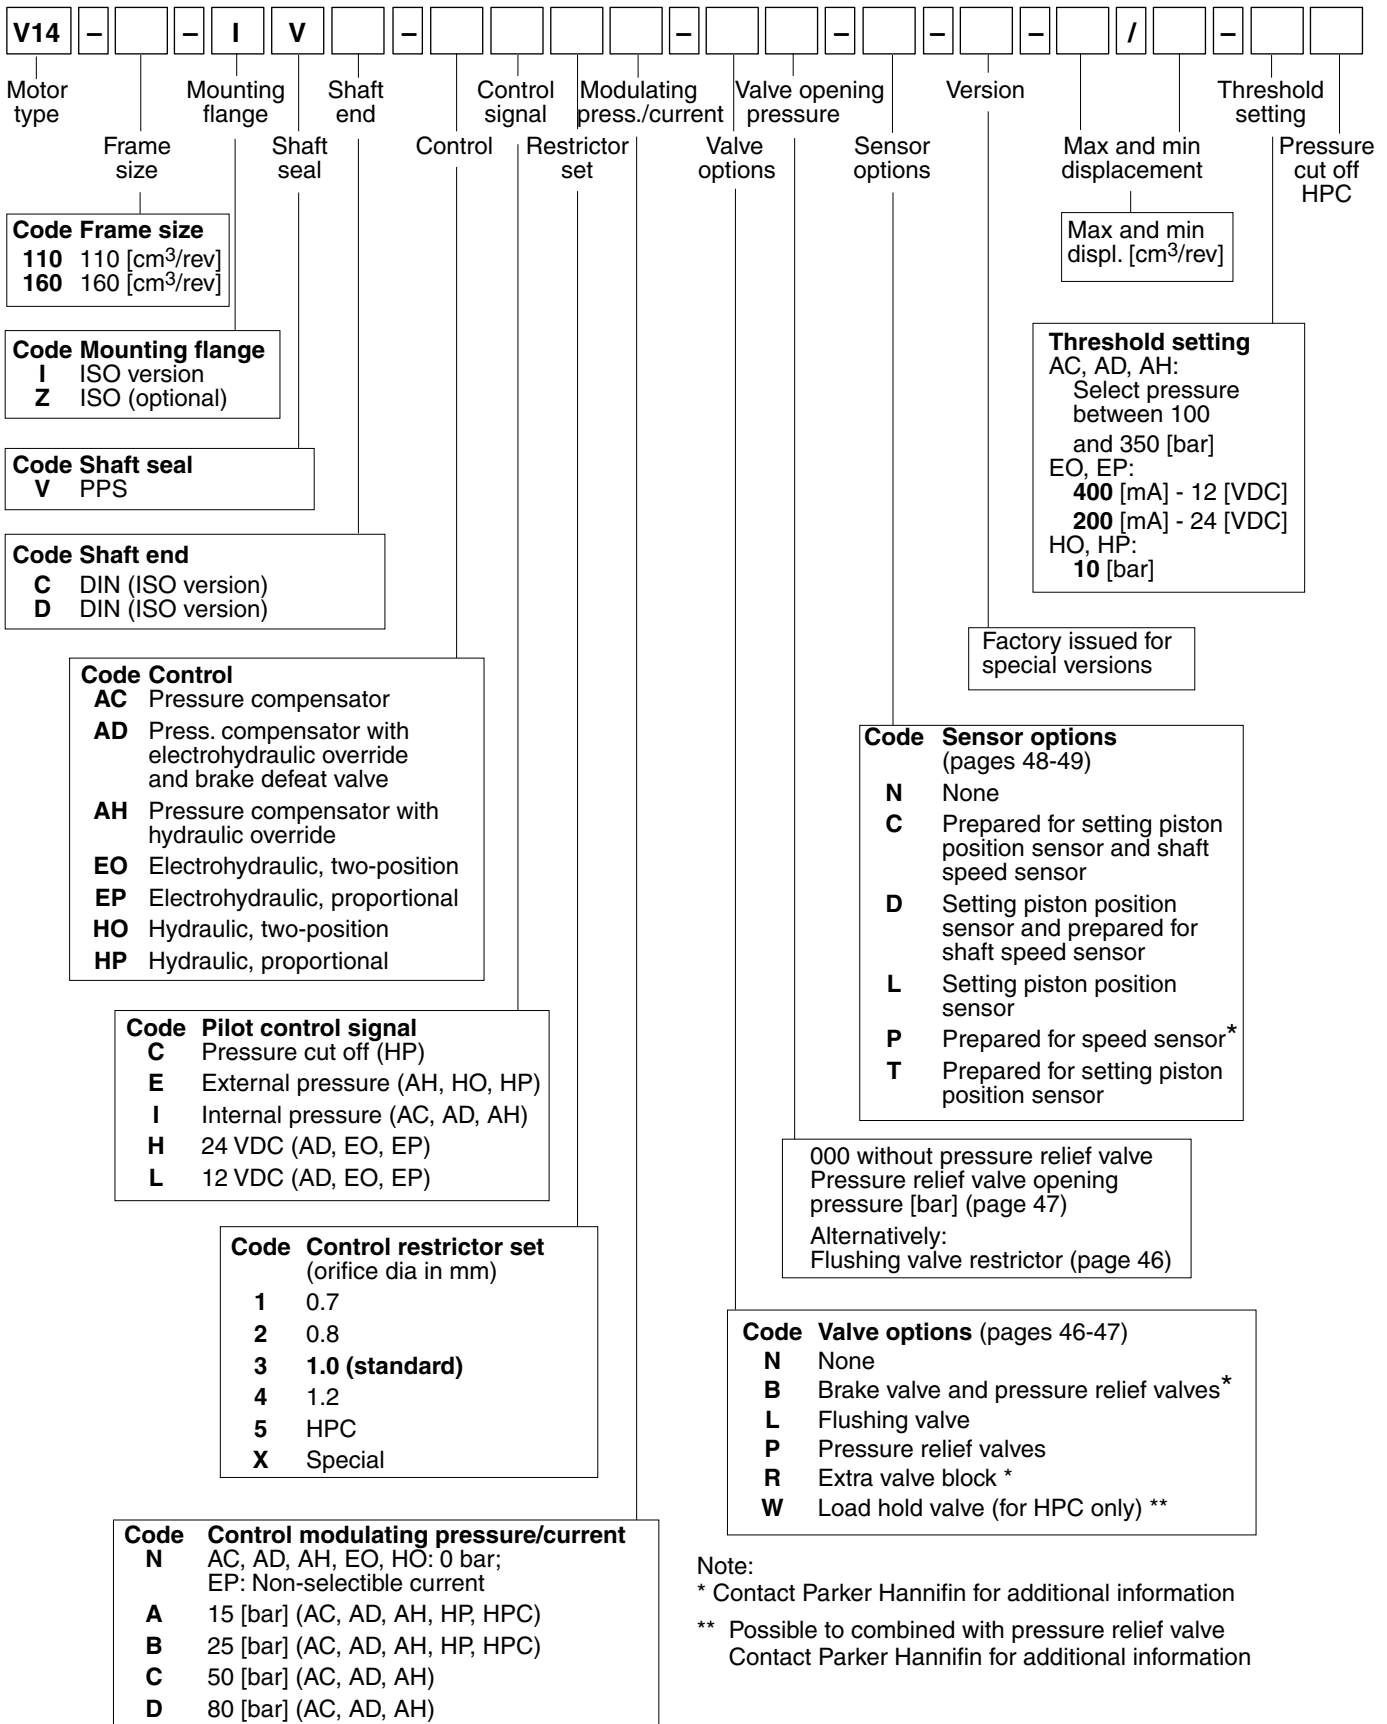 V14 – – I V – – – – – / –
Motor type
Mounting flange
Shaft end
Control signal
Modulating press./current
Valve opening pressure
Version
Threshold setting
Frame size
Shaft seal
Control
Restrictor set
Valve options
Sensor options
Max and min displacement
Pressure cut off HPC
Code Frame size
110 110 [cm3/rev]
160 160 [cm3/rev]
Max and min
displ. [cm3/rev]
Code Mounting flange
I ISO version
Z ISO (optional)
Threshold setting
AC, AD, AH:
Select pressure
between 100
and 350 [bar]
EO, EP:
400 [mA] - 12 [VDC]
200 [mA] - 24 [VDC]
HO, HP:
10 [bar]
Code Shaft seal
V PPS
Code Shaft end
C DIN (ISO version)
D DIN (ISO version)
Factory issued for
special versions
Code Control
AC Pressure compensator
AD Press. compensator with
electrohydraulic override
and brake defeat valve
AH Pressure compensator with
hydraulic override
EO Electrohydraulic, two-position
EP Electrohydraulic, proportional
HO Hydraulic, two-position
HP Hydraulic, proportional
Code Sensor options
(pages 48-49)
N None
C Prepared for setting piston
position sensor and shaft
speed sensor
D Setting piston position
sensor and prepared for
shaft speed sensor
L Setting piston position
sensor
P Prepared for speed sensor*
T Prepared for setting piston
position sensor
Code Pilot control signal
C Pressure cut off (HP)
E External pressure (AH, HO, HP)
I Internal pressure (AC, AD, AH)
H 24 VDC (AD, EO, EP)
L 12 VDC (AD, EO, EP)
000 without pressure relief valve
Pressure relief valve opening
pressure [bar] (page 47)
Alternatively:
Flushing valve restrictor (page 46)
Code Control restrictor set
(orifice dia in mm)
1 0.7
2 0.8
3 1.0 (standard)
4 1.2
5 HPC
X Special
Code Valve options (pages 46-47)
N None
B Brake valve and pressure relief valves*
L Flushing valve
P Pressure relief valves
R Extra valve block *
W Load hold valve (for HPC only) **
Code Control modulating pressure/current
N AC, AD, AH, EO, HO: 0 bar;
EP: Non-selectible current
A 15 [bar] (AC, AD, AH, HP, HPC)
B 25 [bar] (AC, AD, AH, HP, HPC)
C 50 [bar] (AC, AD, AH)
D 80 [bar] (AC, AD, AH)
Note:
* Contact Parker Hannifin for additional information
** Possible to combined with pressure relief valve
Contact Parker Hannifin for additional information